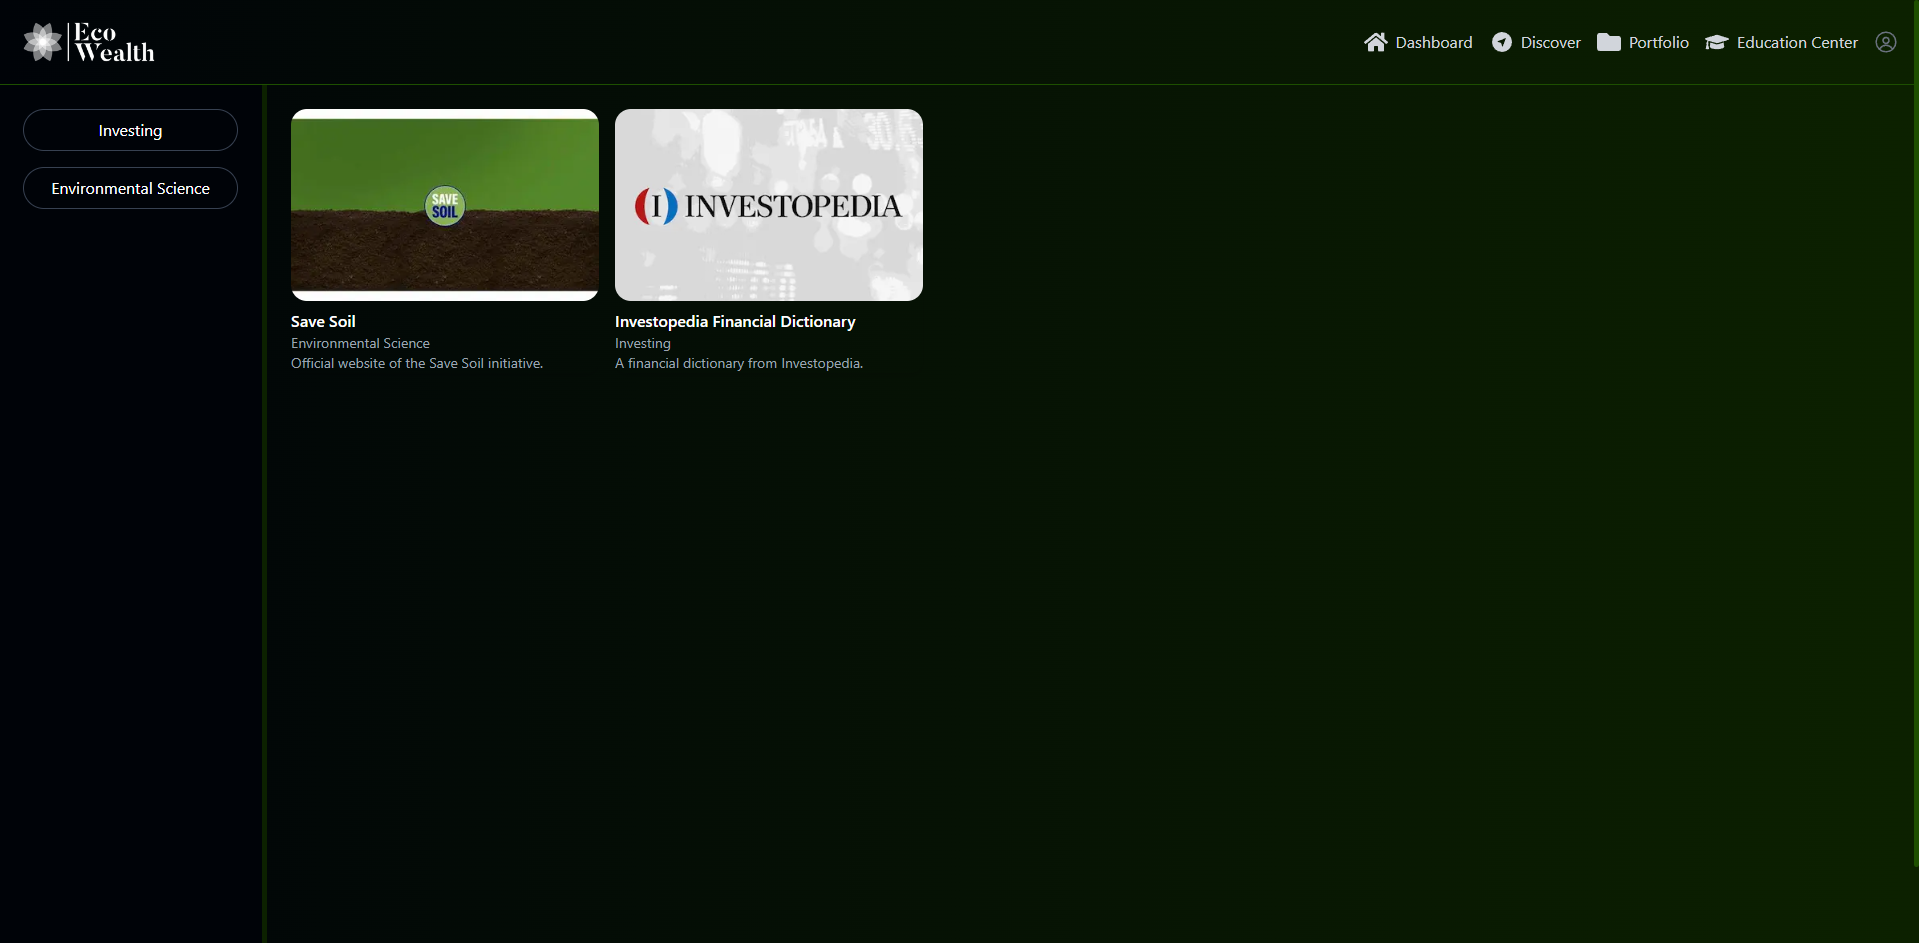 Eco
Wealth
Dashboard
Discover
Portfolio
Education Center
Investing
Environmental Science
SAVE
SOIL
(I) INVESTOPEDIA
Save Soil
Environmental Science
Official website of the Save Soil initiative.
Investopedia Financial Dictionary
Investing
A financial dictionary from Investopedia.